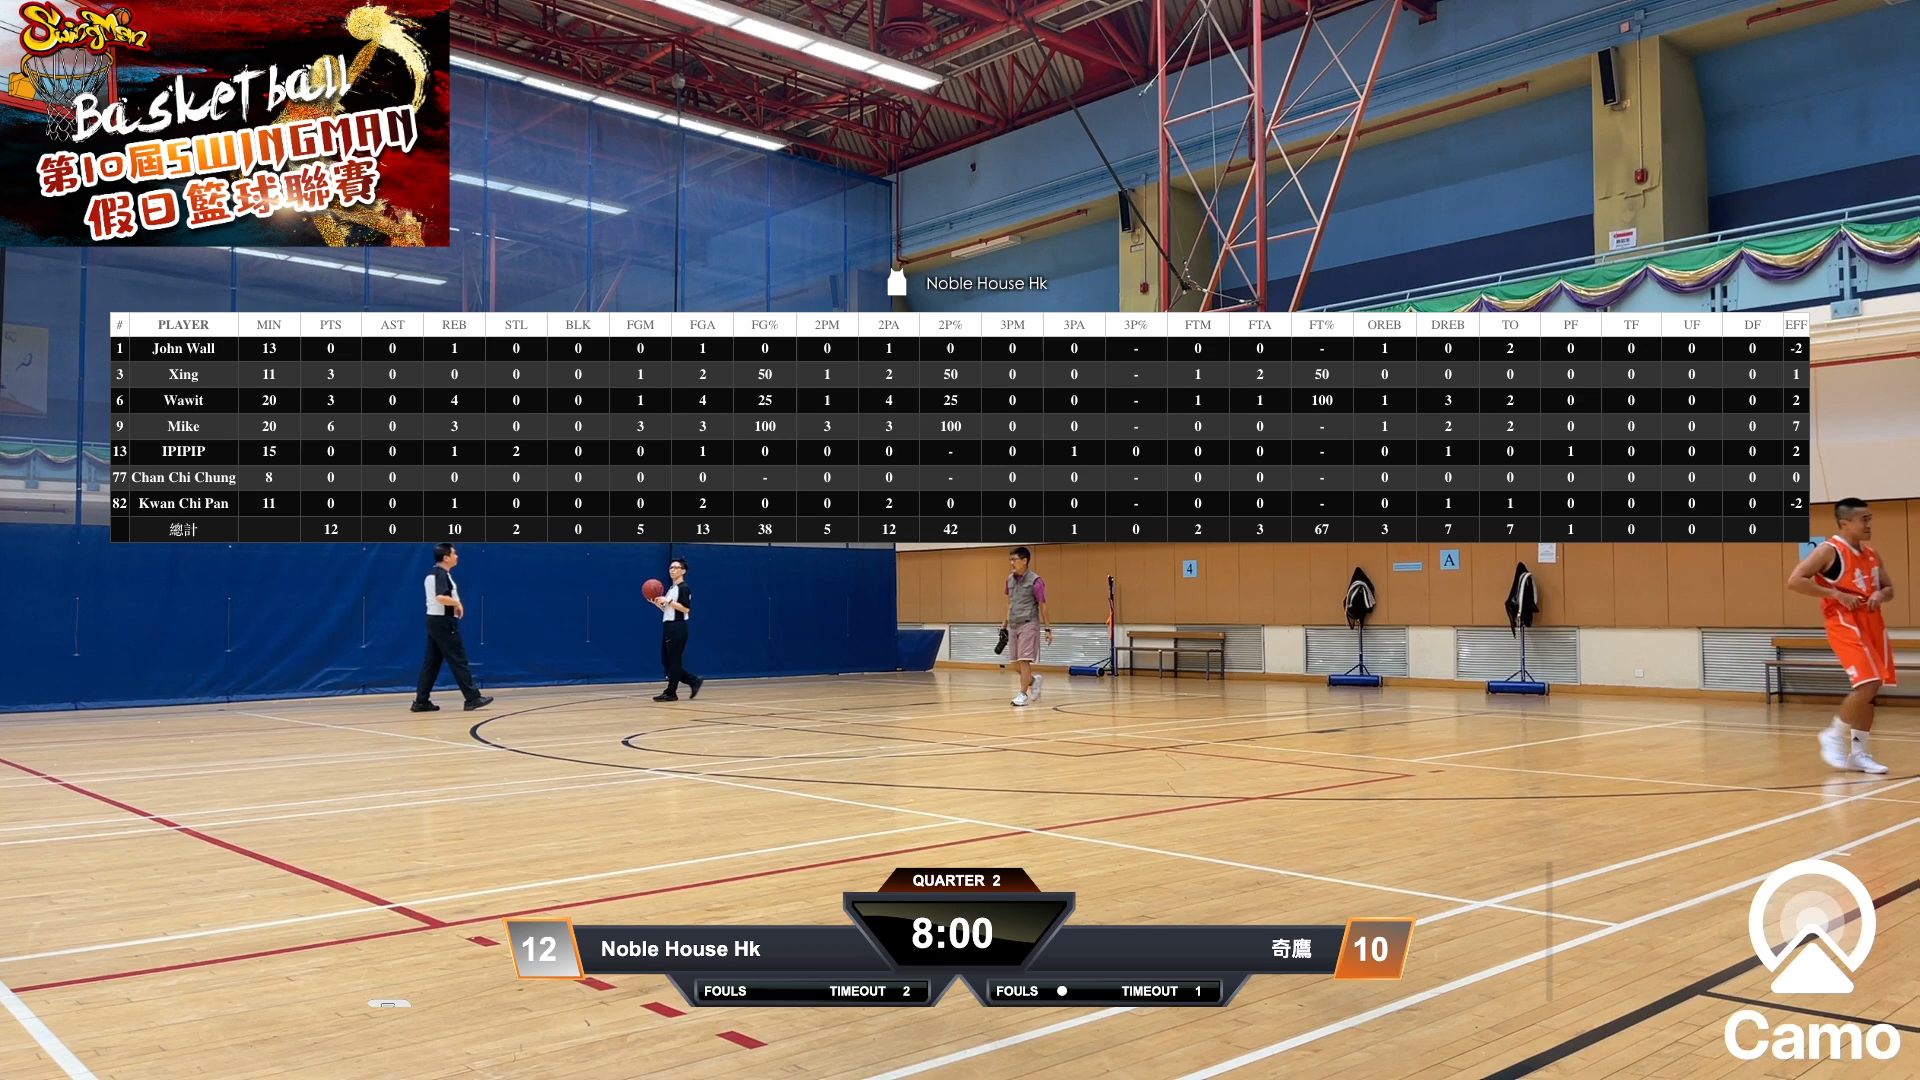 SwingMan
Basketball
第10屆SWINGMAN
假日籃球聯賽
Noble House Hk
# PLAYER MIN PTS AST REB STL BLK FGM FGA FG% 2PM 2PA 2P% 3PM 3PA 3P% FTM FTA FT% OREB DREB TO PF TF UF DF EFF
1 John Wall 13 0 0 1 0 0 0 1 0 0 1 0 0 0 - 0 0 - 1 0 2 0 0 0 0 -2
3 Xing 11 3 0 0 0 0 1 2 50 1 2 50 0 0 - 1 2 50 0 0 0 0 0 0 0 1
6 Wawit 20 3 0 4 0 0 1 4 25 1 4 25 0 0 - 1 1 100 1 3 2 0 0 0 0 2
9 Mike 20 6 0 3 0 0 3 3 100 3 3 100 0 0 - 0 0 - 1 2 2 0 0 0 0 7
13 IPIPIP 15 0 0 1 2 0 0 1 0 0 0 - 0 1 0 0 0 - 0 1 0 1 0 0 0 2
77 Chan Chi Chung 8 0 0 0 0 0 0 0 - 0 0 - 0 0 - 0 0 - 0 0 0 0 0 0 0 0
82 Kwan Chi Pan 11 0 0 1 0 0 0 2 0 0 2 0 0 0 - 0 0 - 0 1 1 0 0 0 0 -2
總計 12 0 10 2 0 5 13 38 5 12 42 0 1 0 2 3 67 3 7 7 1 0 0 0
4
A
QUARTER 2
8:00
12 Noble House Hk
奇鷹 10
FOULS TIMEOUT 2
FOULS TIMEOUT 1
Camo